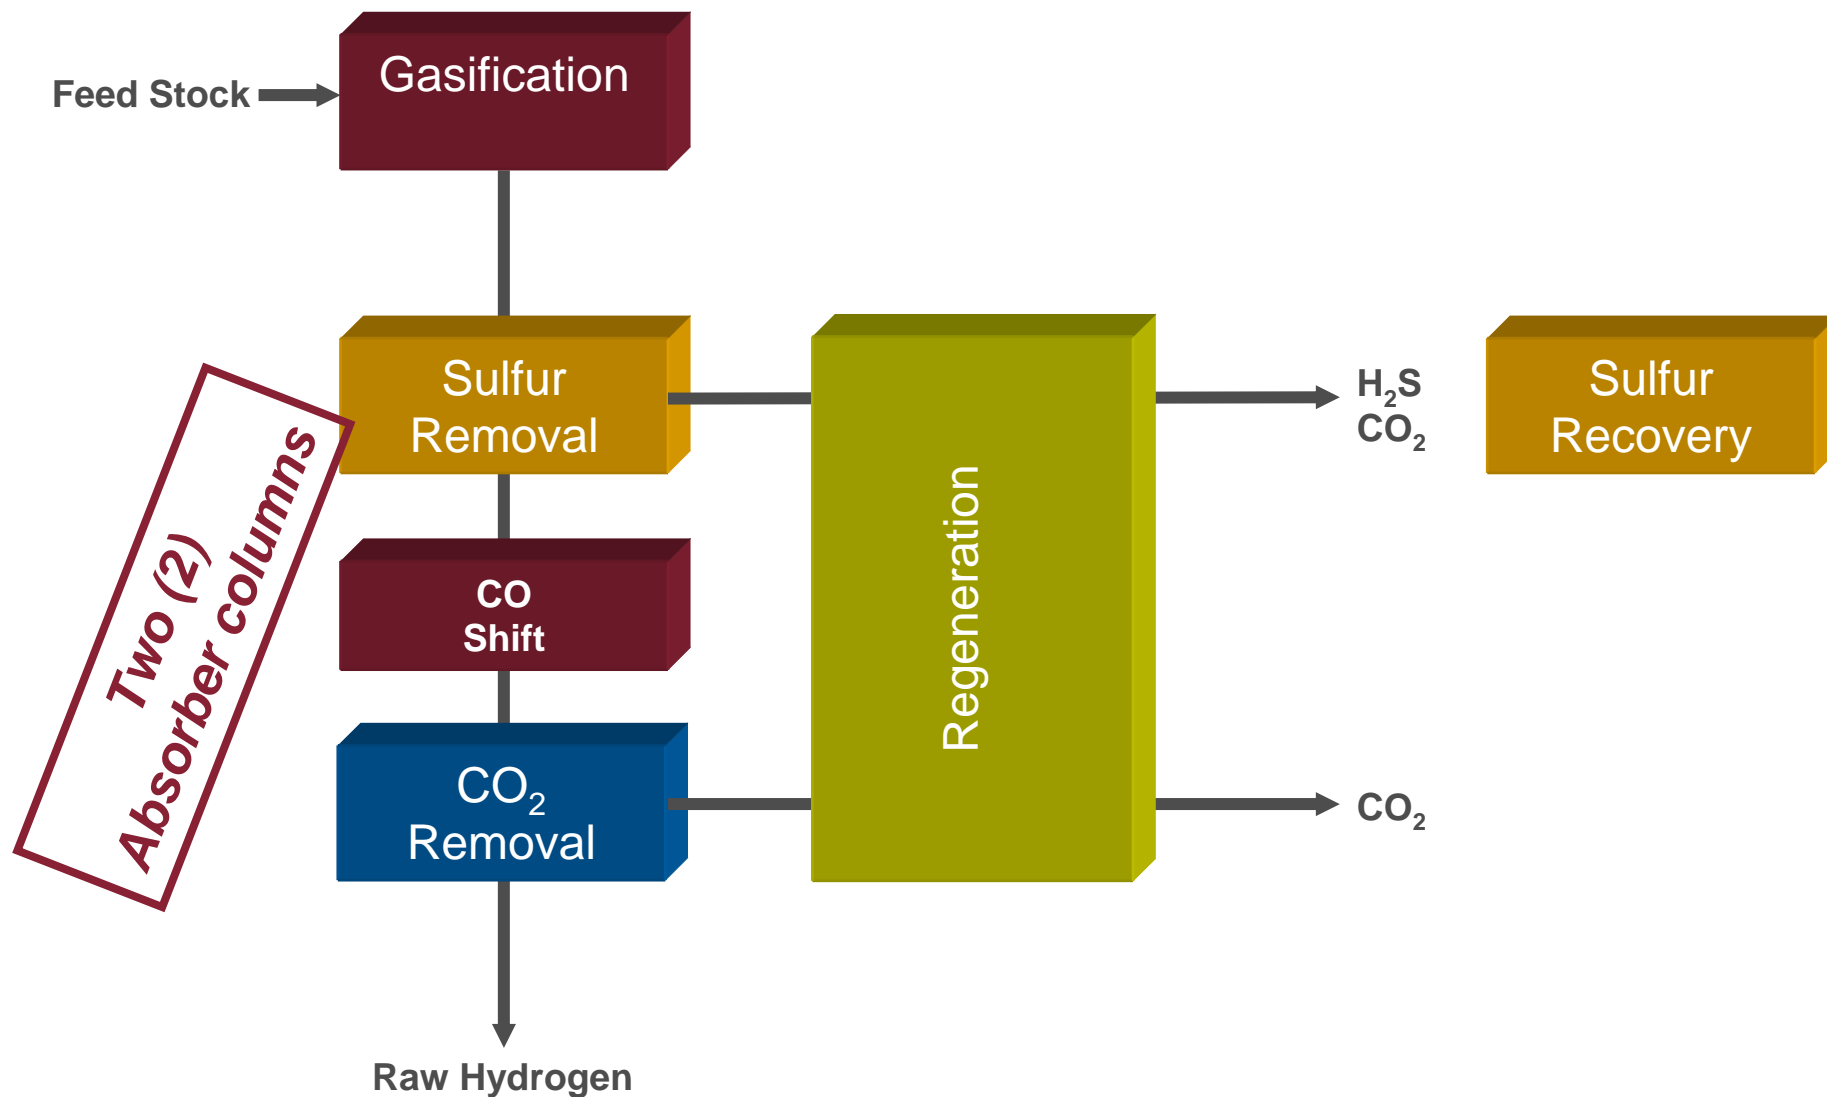 Gasification
Feed Stock
Sulfur
Removal
H₂S
CO₂
Sulfur
Recovery
Two (2)
Absorber columns
CO
Shift
Regeneration
CO₂
Removal
CO₂
Raw Hydrogen